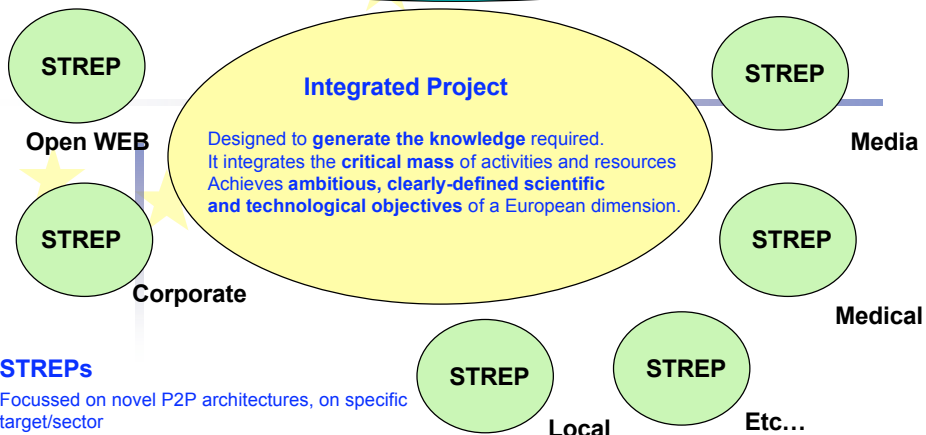 STREP
Open WEB
STREP
Corporate
Integrated Project
Designed to generate the knowledge required.
It integrates the critical mass of activities and resources
Achieves ambitious, clearly-defined scientific
and technological objectives of a European dimension.
STREP
Media
STREP
Medical
STREPs
Focussed on novel P2P architectures, on specific
target/sector
STREP
Local
STREP
Etc...